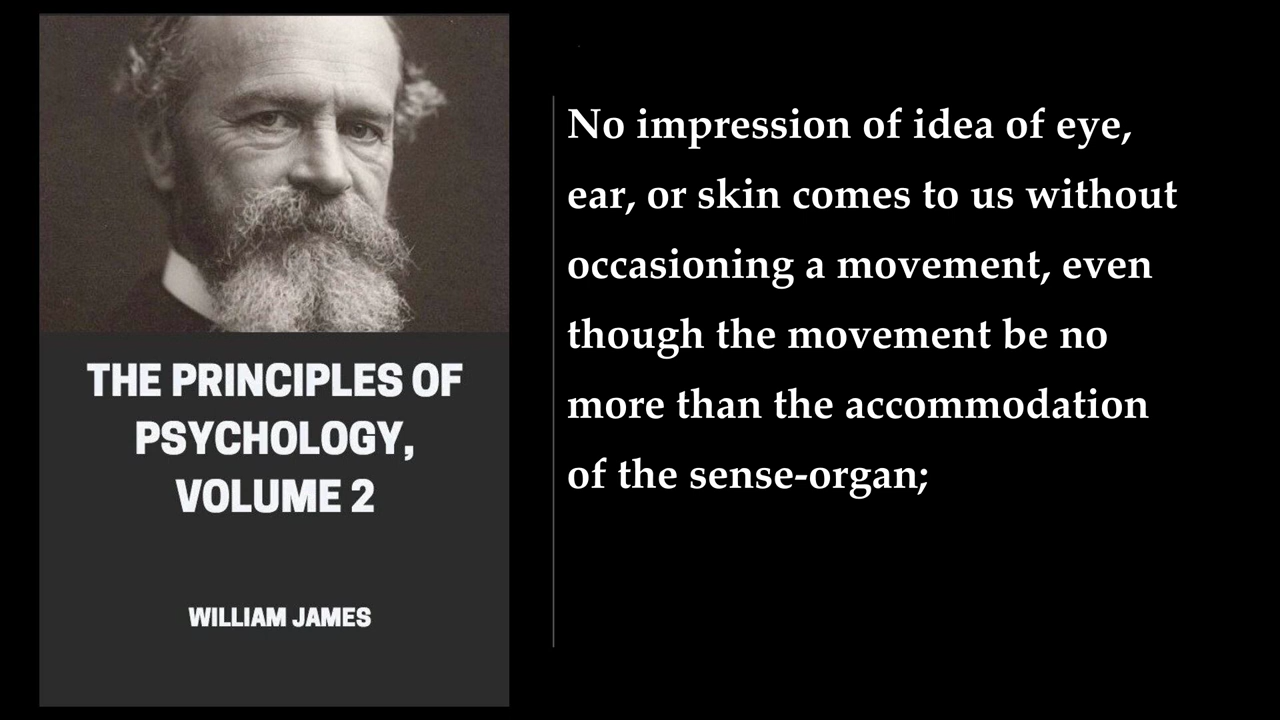 THE PRINCIPLES OF
PSYCHOLOGY,
VOLUME 2
WILLIAM JAMES
No impression of idea of eye,
ear, or skin comes to us without
occasioning a movement, even
though the movement be no
more than the accommodation
of the sense-organ;